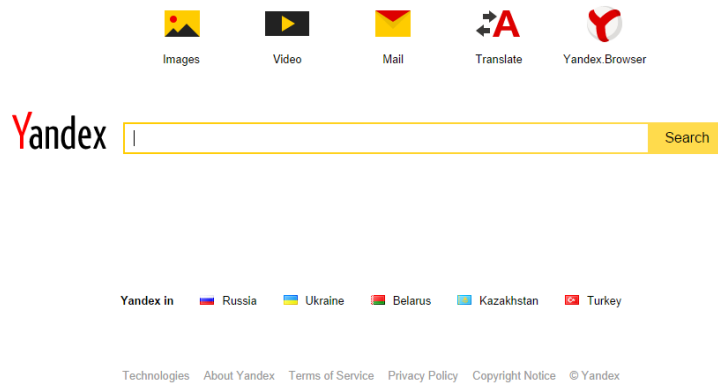 Images Video Mail Translate Yandex.Browser
Yandex Search
Yandex in Russia Ukraine Belarus Kazakhstan Turkey
Technologies About Yandex Terms of Service Privacy Policy Copyright Notice © Yandex